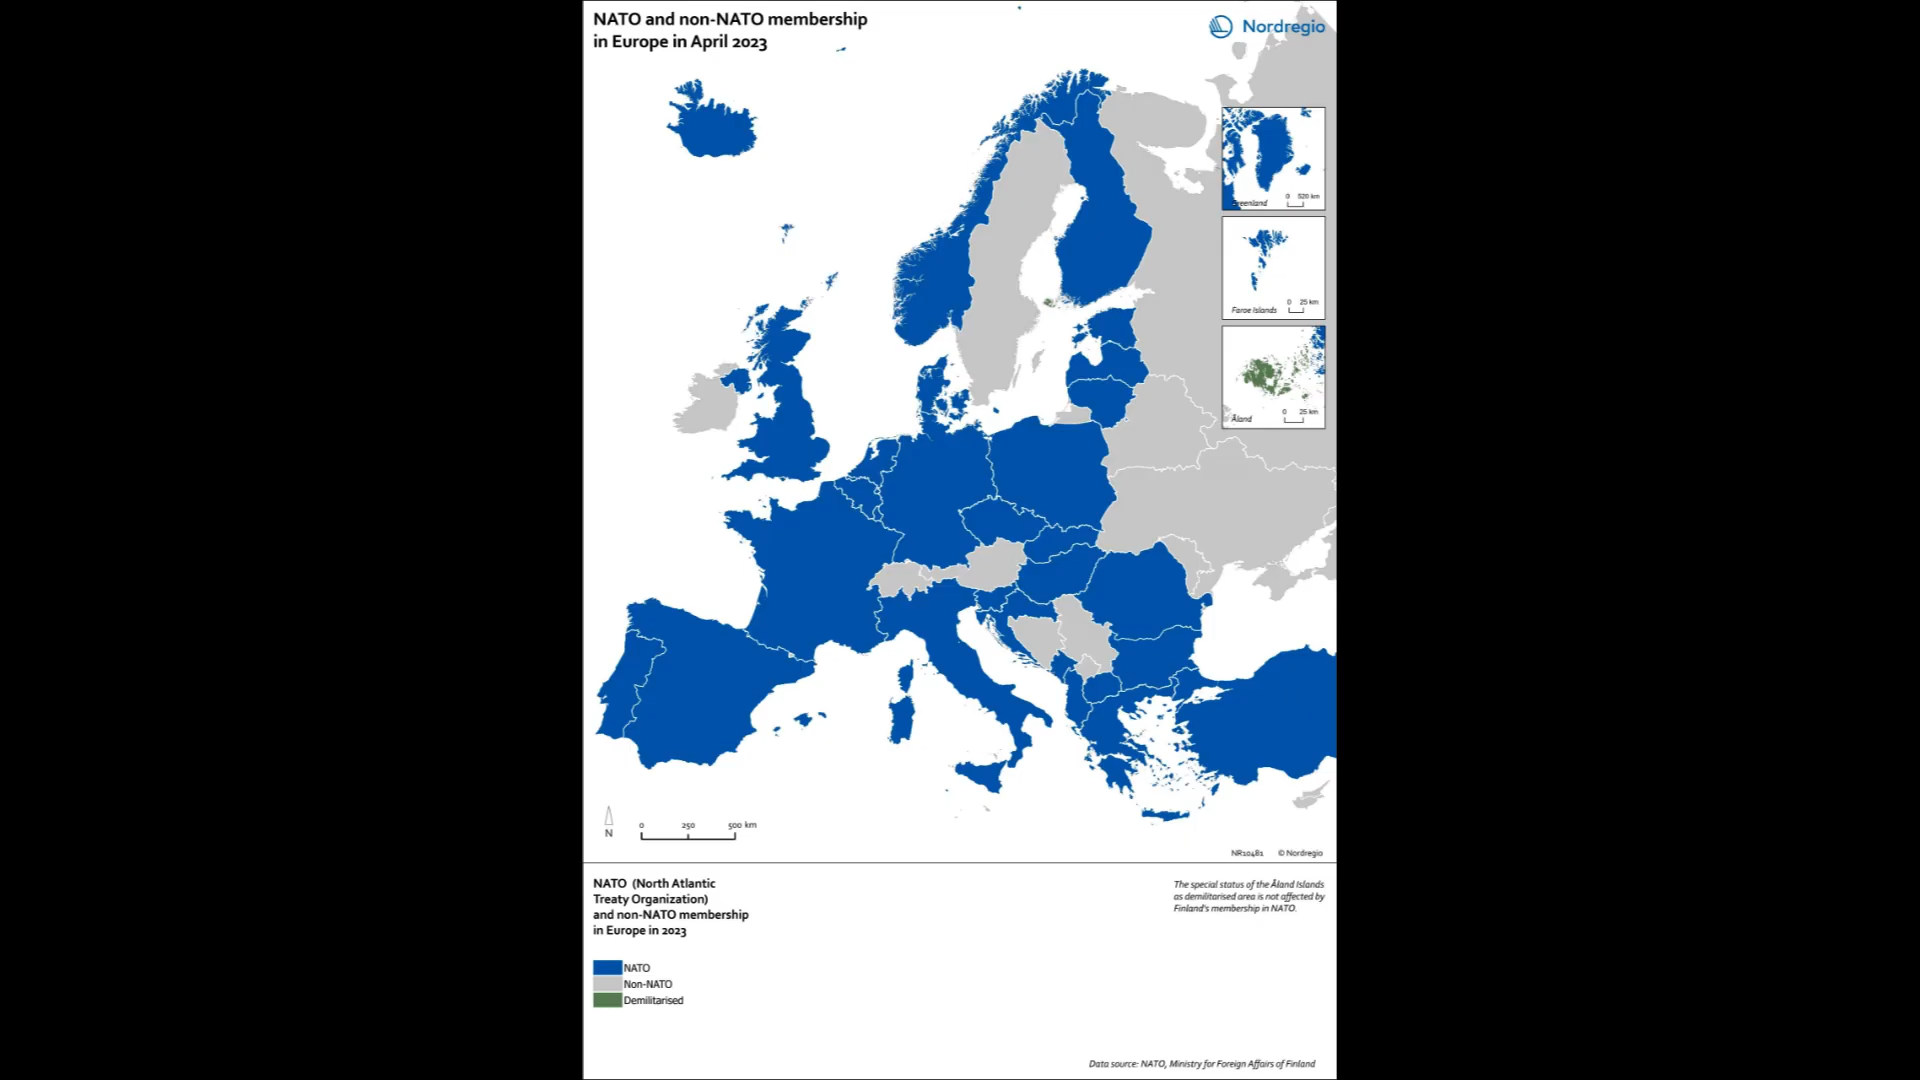 NATO and non-NATO membership
in Europe in April 2023
Nordregio
0 520 km
Greenland
0 25 km
Faroe Islands
0 25 km
Åland
N
0 250 500 km
NR10481 © Nordregio
NATO (North Atlantic
Treaty Organization)
and non-NATO membership
in Europe in 2023
The special status of the Åland Islands
as demilitarised area is not affected by
Finland's membership in NATO.
NATO
Non-NATO
Demilitarised
Data source: NATO, Ministry for Foreign Affairs of Finland